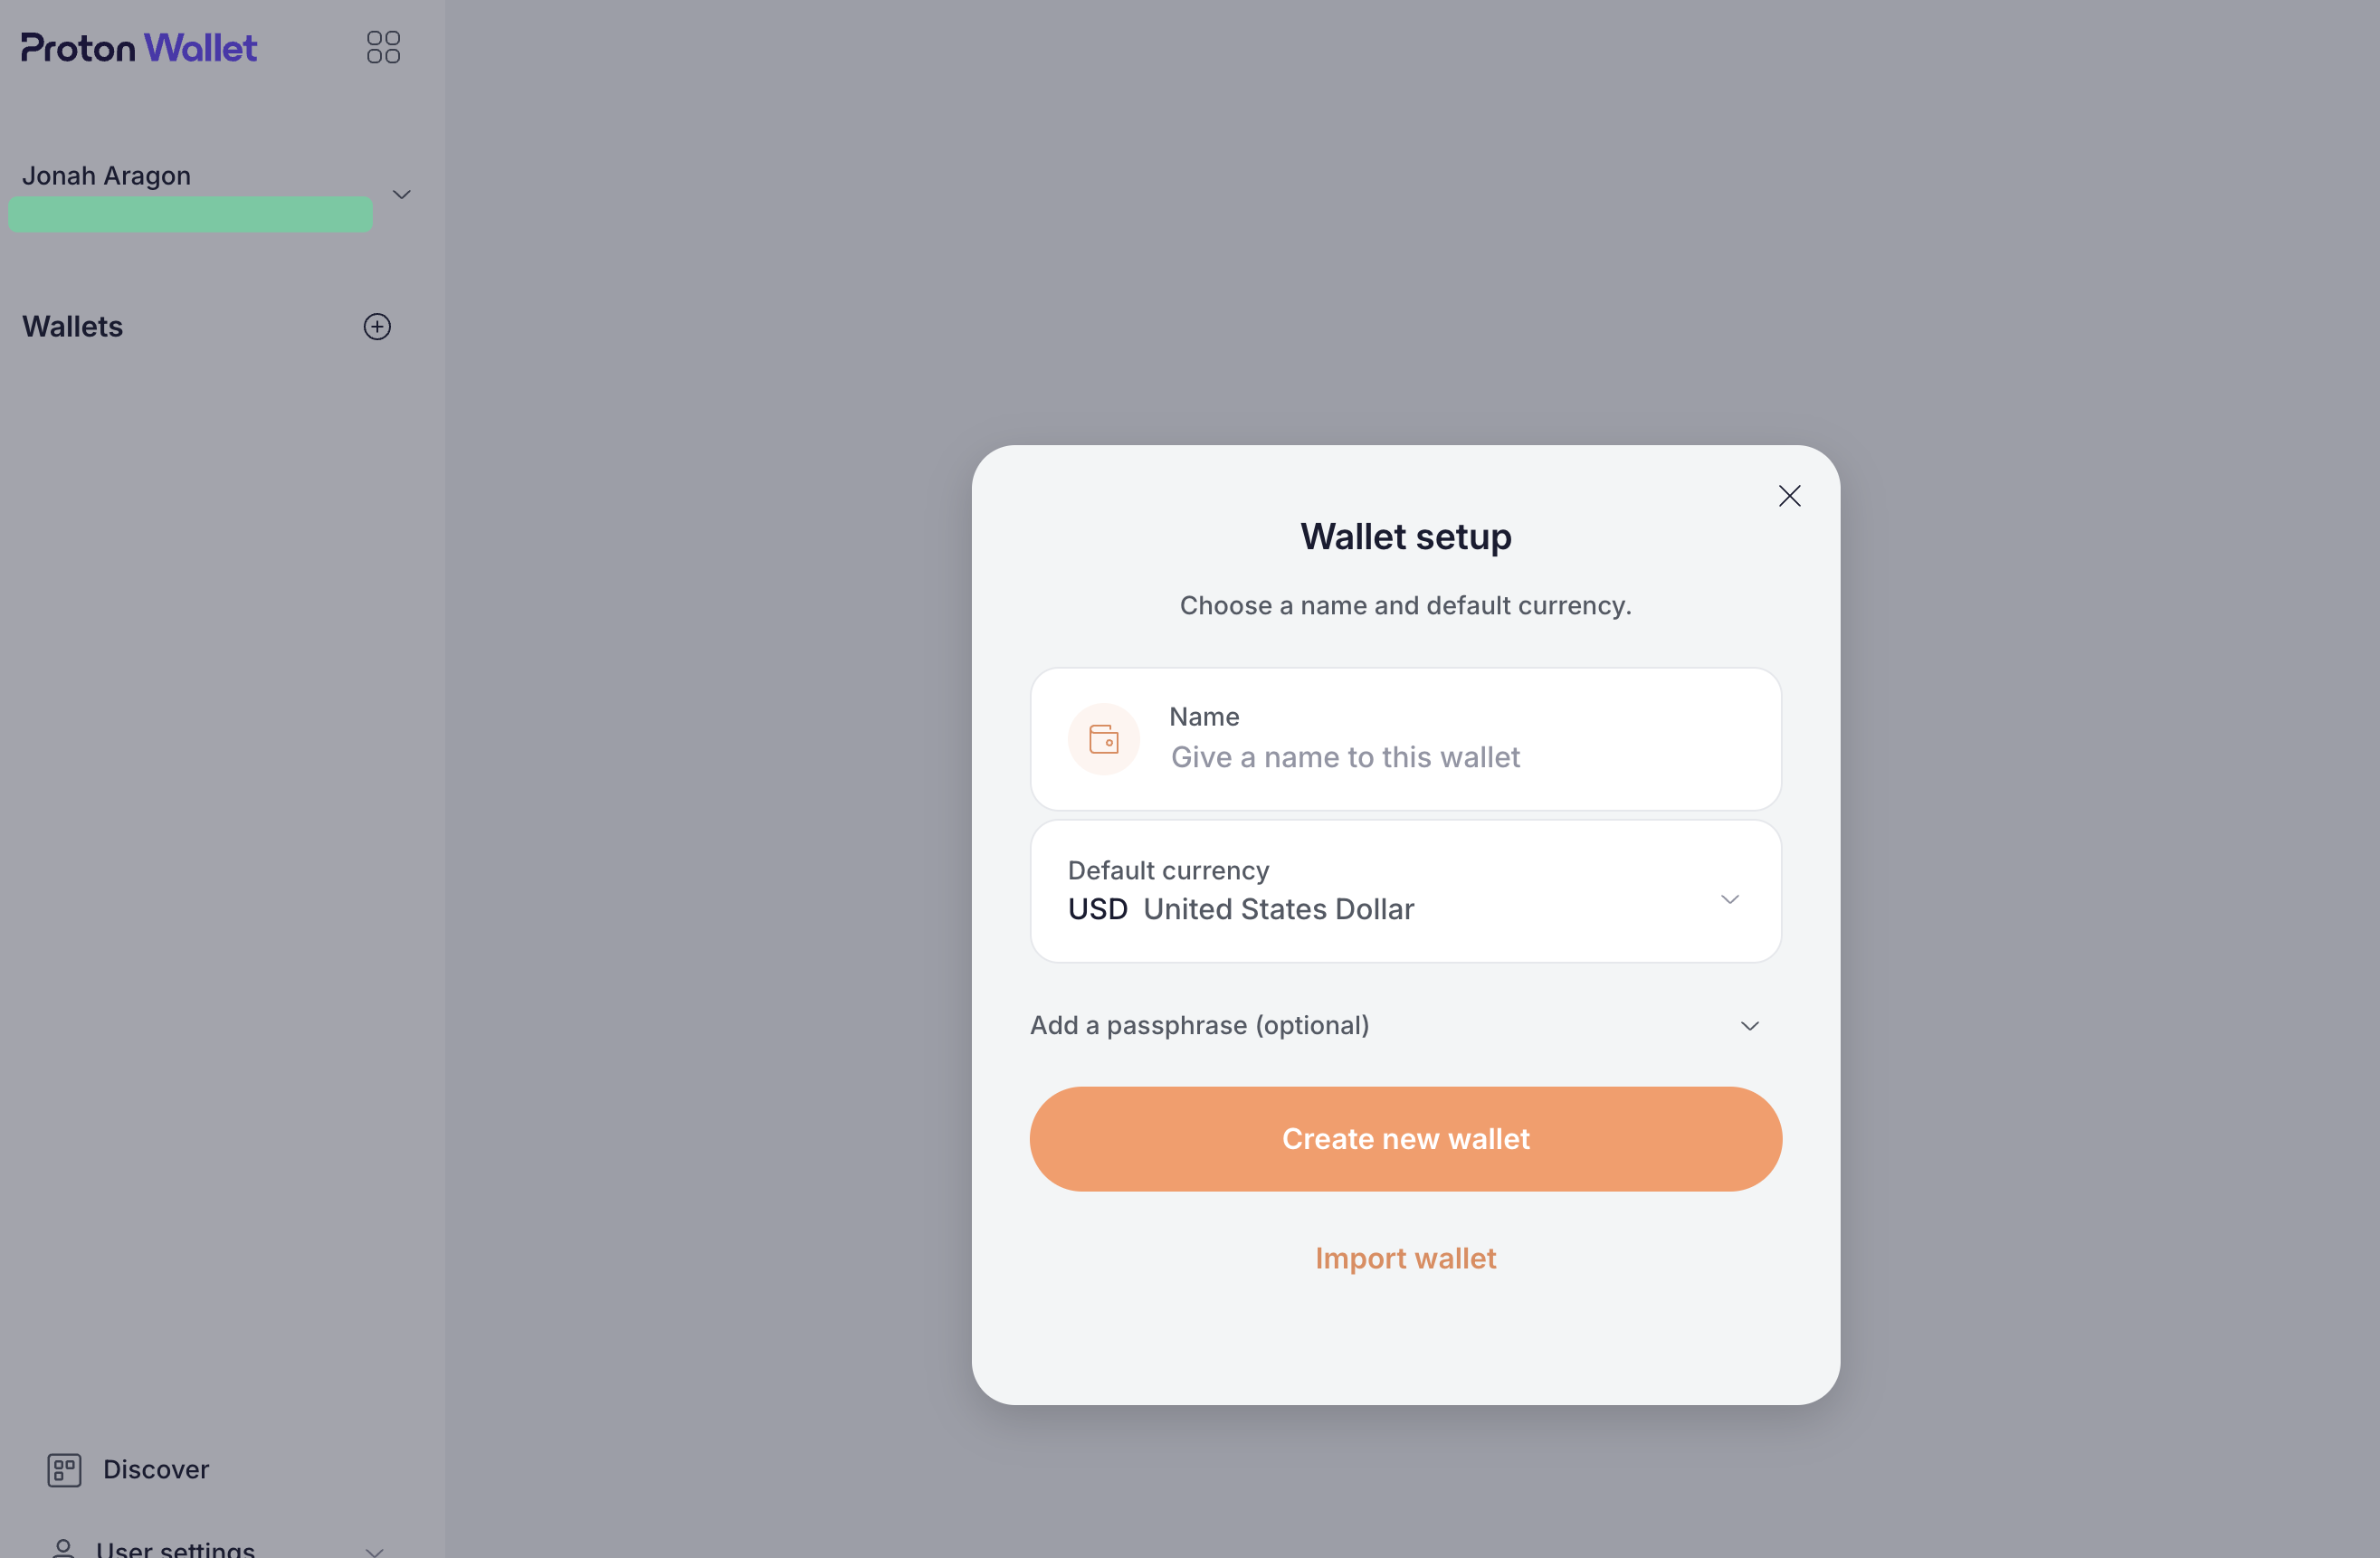 Proton Wallet
Jonah Aragon
Wallets
Wallet setup
Choose a name and default currency.
Name
Give a name to this wallet
Default currency
USD United States Dollar
Add a passphrase (optional)
Create new wallet
Import wallet
Discover
User settings